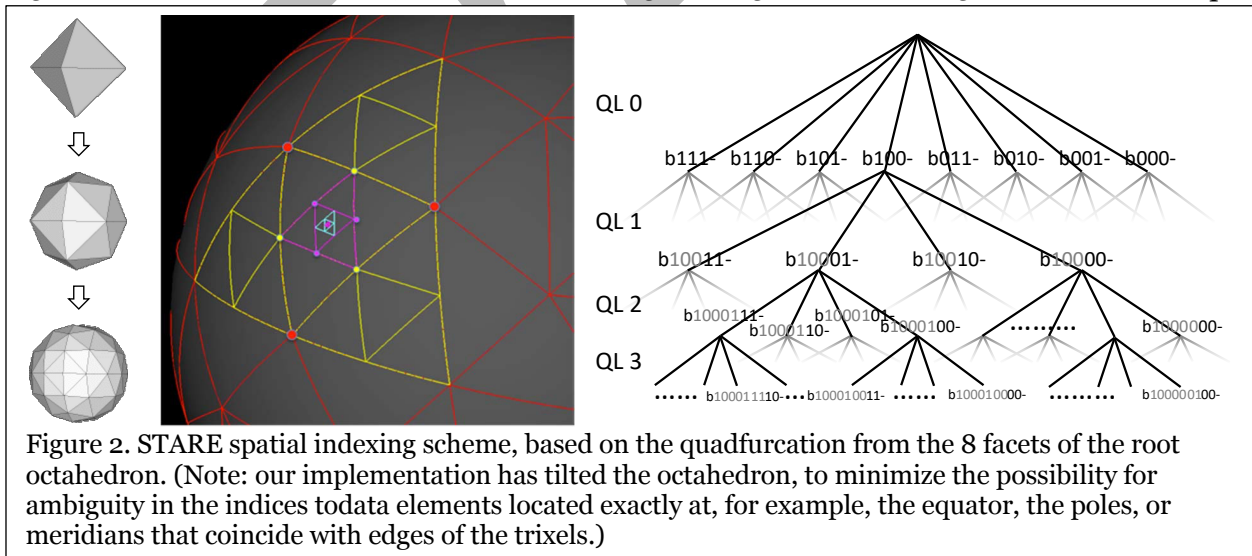 QL 0
b111- b110- b101- b100- b011- b010- b001- b000-
QL 1
b10011- b10001- b10010- b10000-
QL 2
b1000111- b1000110- b1000101- b1000100- ......... b1000000-
QL 3
...... b100011110- ... b100010011- ...... b100010000- ......... b100000100-
Figure 2. STARE spatial indexing scheme, based on the quadfurcation from the 8 facets of the root
octahedron. (Note: our implementation has tilted the octahedron, to minimize the possibility for
ambiguity in the indices todata elements located exactly at, for example, the equator, the poles, or
meridians that coincide with edges of the trixels.)